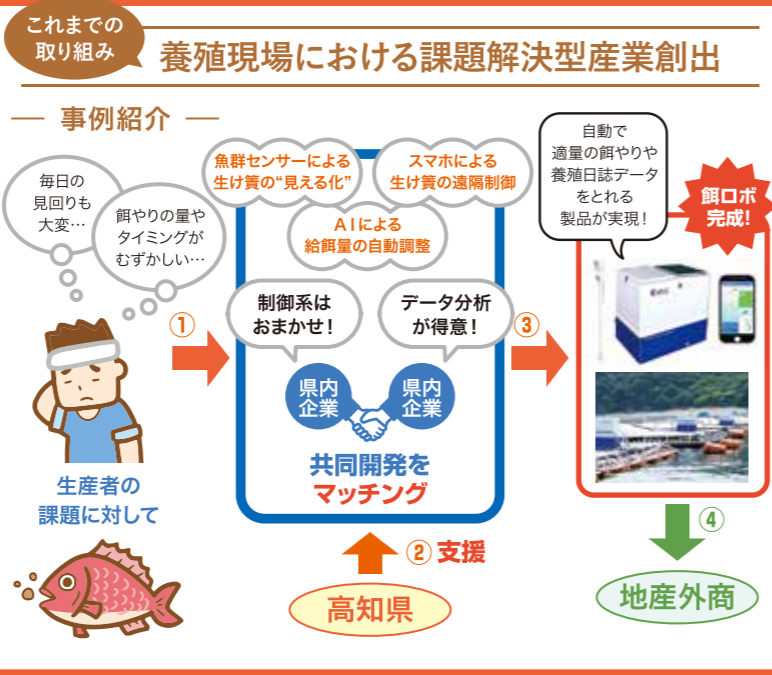 これまでの
取り組み
養殖現場における課題解決型産業創出
事例紹介
毎日の
見回りも
大変…
餌やりの量や
タイミングが
むずかしい…
生産者の
課題に対して
①
魚群センサーによる
生け簀の“見える化”
スマホによる
生け簀の遠隔制御
AIによる
給餌量の自動調整
制御系は
おまかせ！
データ分析
が得意！
県内
企業
県内
企業
共同開発を
マッチング
②支援
高知県
③
自動で
適量の餌やりや
養殖日誌データ
をとれる
製品が実現！
餌ロボ
完成!
④
地産外商